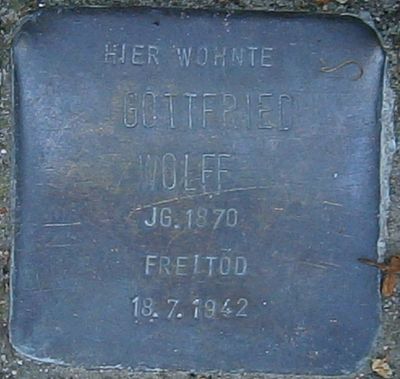 HIER WOHNTE
GOTTFRIED
WOLFF
JG. 1870
FREITOD
18.7.1942